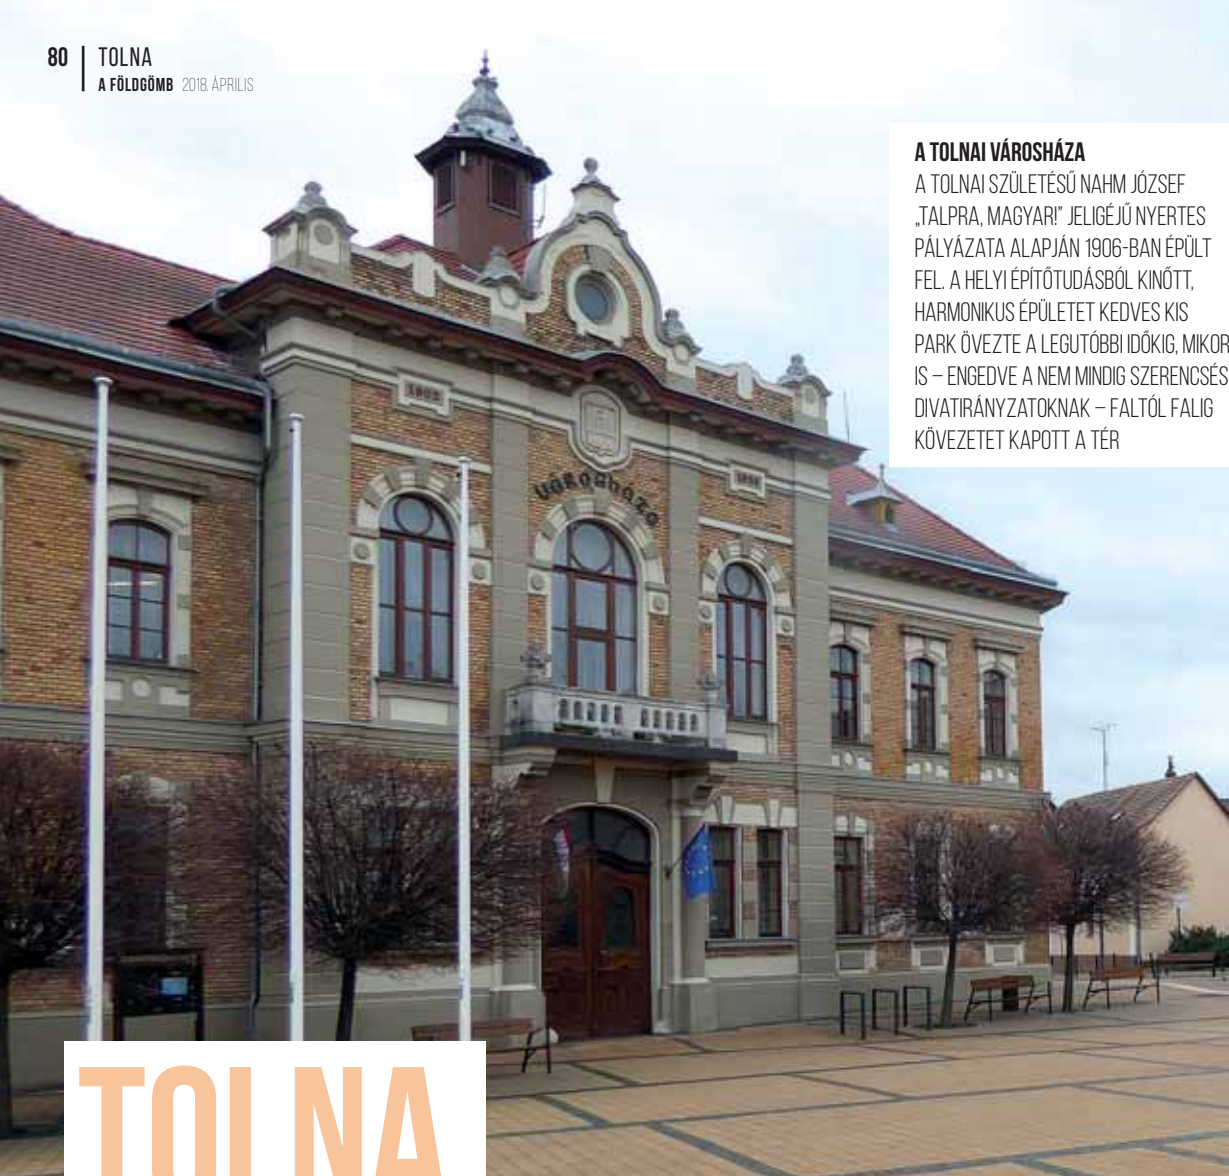 80
TOLNA
A FÖLDGÖMB 2018. ÁPRILIS
A TOLNAI VÁROSHÁZA
A TOLNAI SZÜLETÉSŰ NAHM JÓZSEF
„TALPRA, MAGYAR!” JELIGÉJŰ NYERTES
PÁLYÁZATA ALAPJÁN 1906-BAN ÉPÜLT
FEL. A HELYI ÉPÍTŐTUDÁSBÓL KINŐTT,
HARMONIKUS ÉPÜLETET KEDVES KIS
PARK ÖVEZTE A LEGUTÓBBI IDŐKIG, MIKOR
IS – ENGEDVE A NEM MINDIG SZERENCSÉS
DIVATIRÁNYZATOKNAK – FALTÓL FALIG
KÖVEZETET KAPOTT A TÉR
VÁROSHÁZA
TOLNA